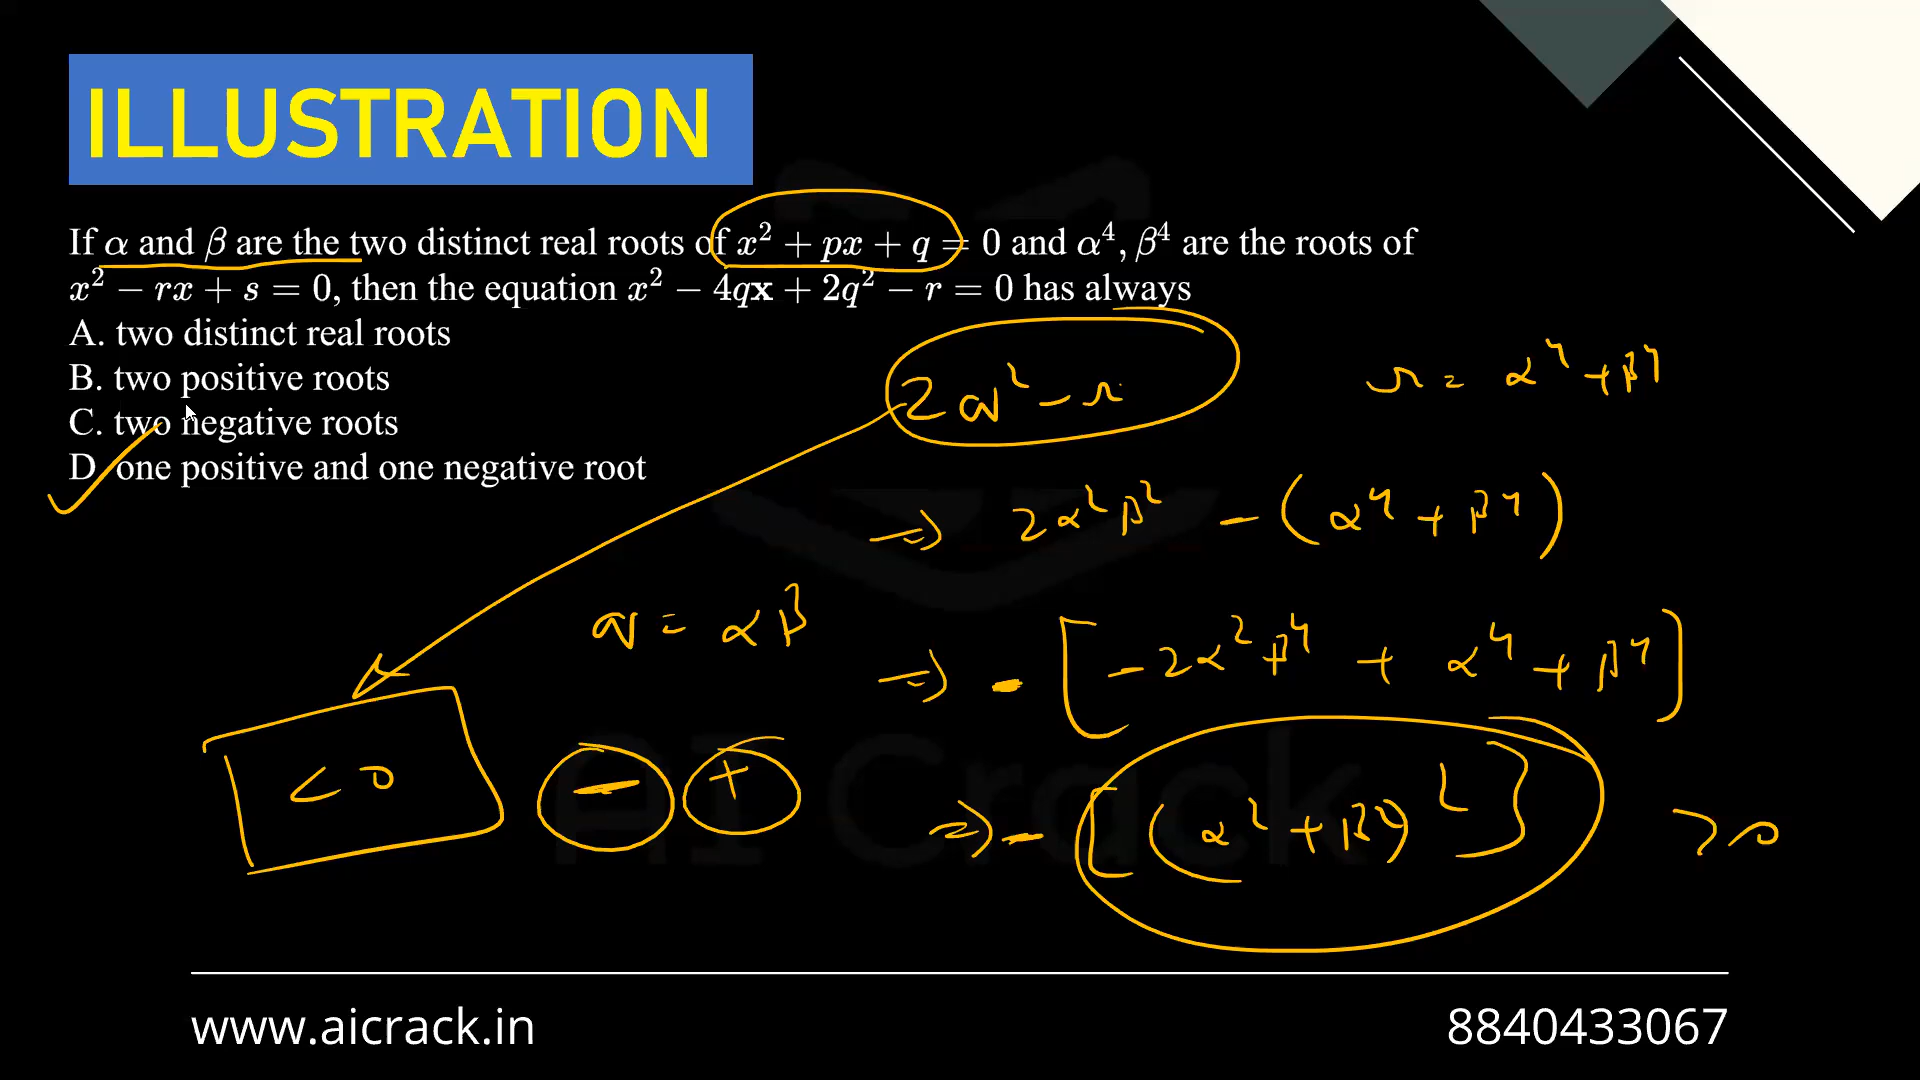 ILLUSTRATION
If α and β are the two distinct real roots of x² + px + q = 0 and α⁴, β⁴ are the roots of
x² − rx + s = 0, then the equation x² − 4qx + 2q² − r = 0 has always
A. two distinct real roots
B. two positive roots
C. two negative roots
D. one positive and one negative root
2q² − r
r = α⁴ + β⁴
⇒ 2α²β² − (α⁴ + β⁴)
q = αβ
⇒ − [−2α²β⁴ + α⁴ + β⁴]
< 0 − +
⇒ − [(α² + β²)²] > 0
AI Crack
www.aicrack.in
8840433067